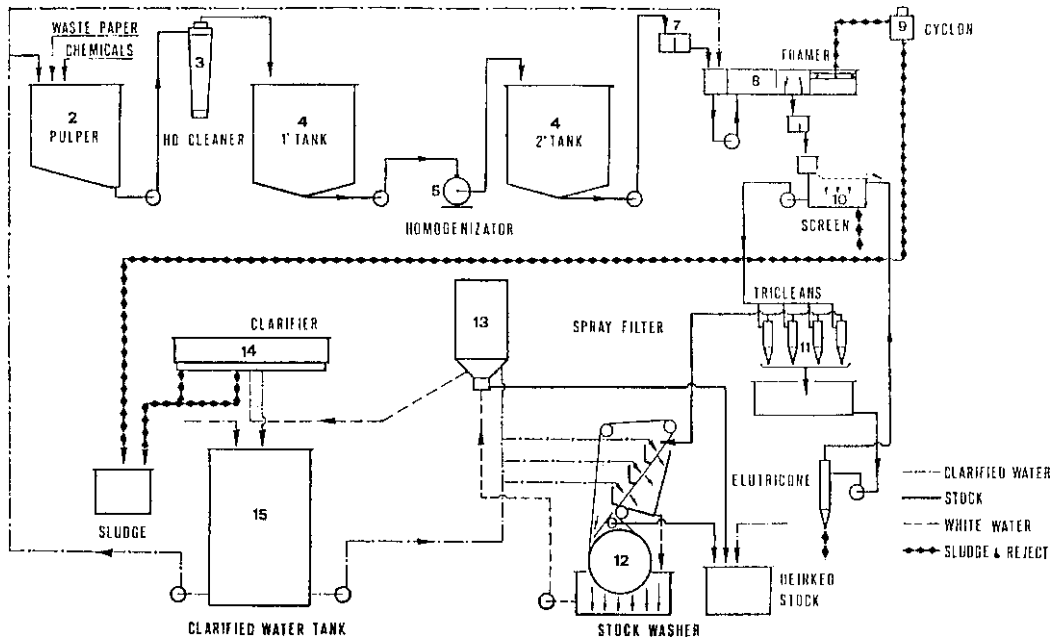 WASTE PAPER
CHEMICALS
2
PULPER
3
HD CLEANER
4
1° TANK
5
HOMOGENIZATOR
4
2° TANK
7
8
FOAMER
9
CYCLON
10
SCREEN
TRICLEANS
11
CLARIFIER
14
13
SPRAY FILTER
SLUDGE
15
CLARIFIED WATER TANK
12
STOCK WASHER
ELUTRICONE
DEINKED
STOCK
CLARIFIED WATER
STOCK
WHITE WATER
SLUDGE & REJECT